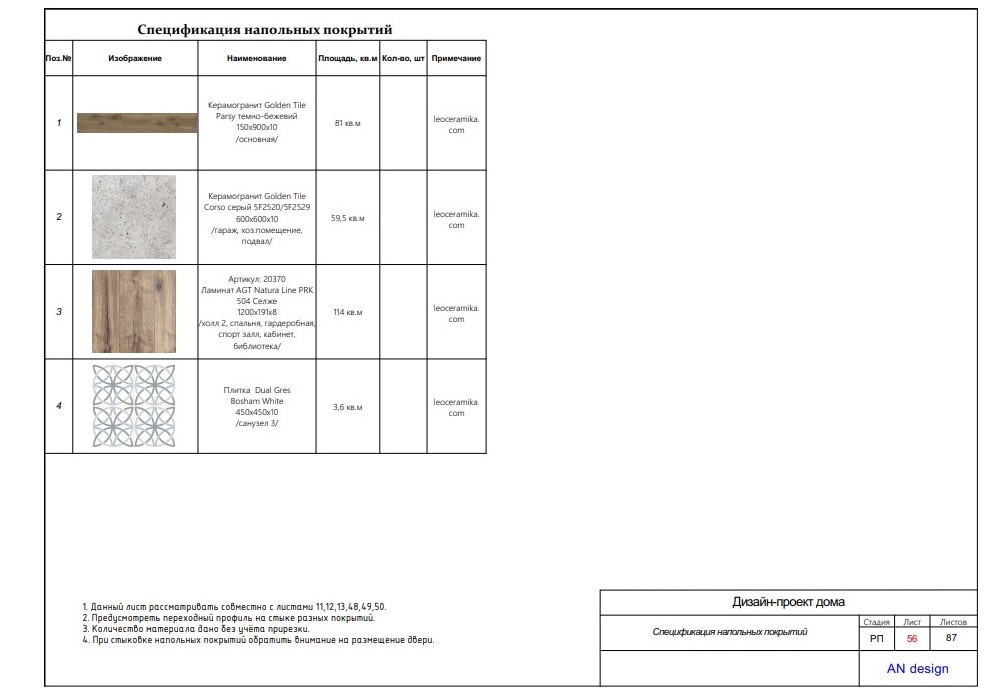 Спецификация напольных покрытий
Поз.№ Изображение Наименование Площадь, кв.м Кол-во, шт Примечание
1
Керамогранит Golden Tile
Parsy темно-бежевий
150х900х10
/основная/
81 кв.м
leoceramika.
com
2
Керамогранит Golden Tile
Corso серый 5F2520/5F2529
600х600х10
/гараж, хоз.помещение,
подвал/
59,5 кв.м
leoceramika.
com
3
Артикул: 20370
Ламинат AGT Natura Line PRK
504 Селже
1200х191х8
/холл 2, спальня, гардеробная,
спорт залл, кабинет,
библиотека/
114 кв.м
leoceramika.
com
4
Плитка Dual Gres
Bosham White
450х450х10
/санузел 3/
3,6 кв.м
leoceramika.
com
1. Данный лист рассматривать совместно с листами 11,12,13,48,49,50.
2. Предусмотреть переходный профиль на стыке разных покрытий.
3. Количество материала дано без учёта прирезки.
4. При стыковке напольных покрытий обратить внимание на размещение двери.
Дизайн-проект дома
Спецификация напольных покрытий
Стадия Лист Листов
РП 56 87
AN design